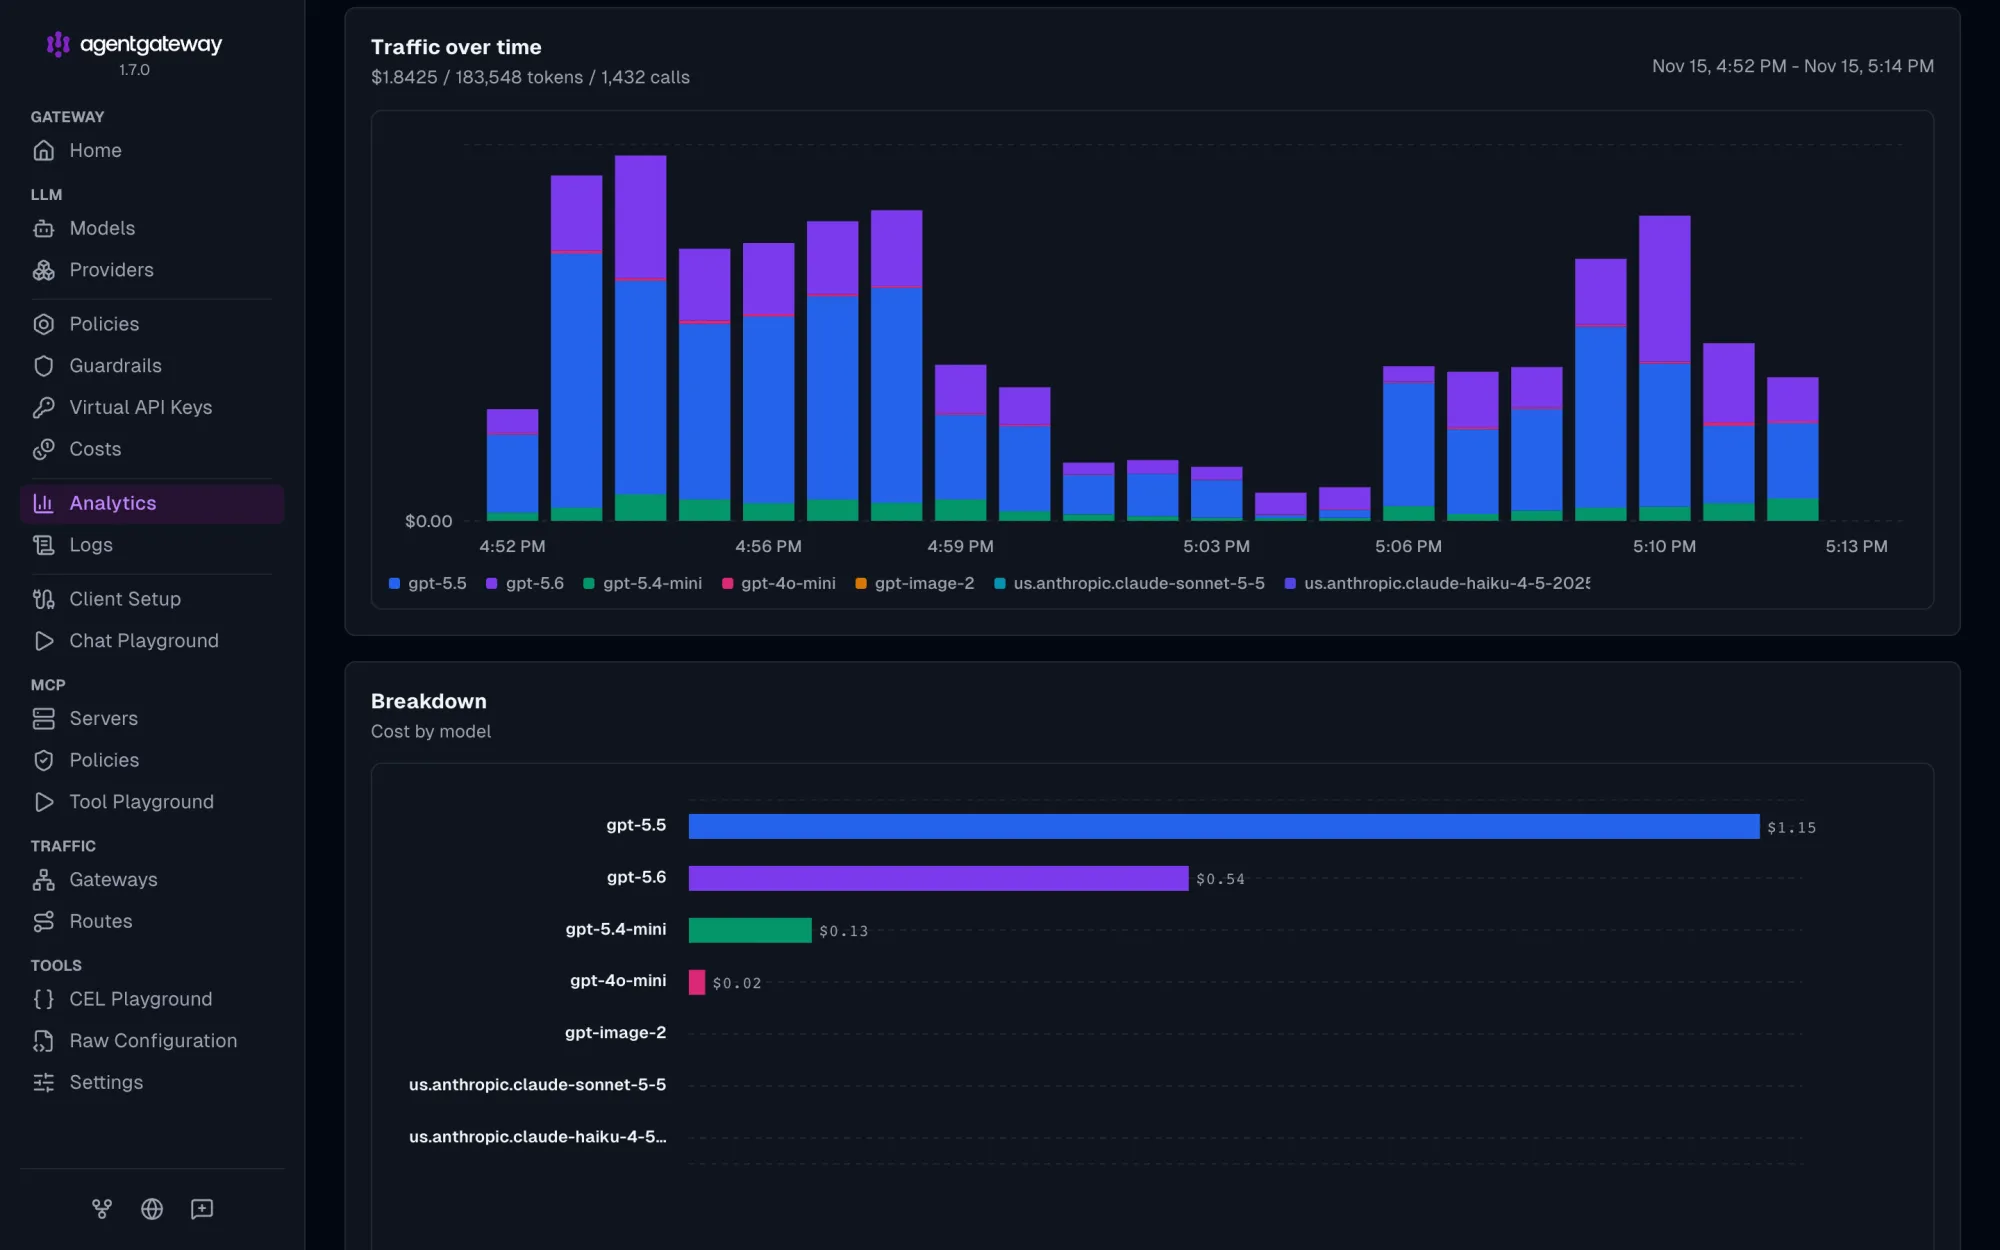 agentgateway
1.7.0
GATEWAY
Home
LLM
Models
Providers
Policies
Guardrails
Virtual API Keys
Costs
Analytics
Logs
Client Setup
Chat Playground
MCP
Servers
Policies
Tool Playground
TRAFFIC
Gateways
Routes
TOOLS
CEL Playground
Raw Configuration
Settings
Traffic over time
$1.8425 / 183,548 tokens / 1,432 calls
Nov 15, 4:52 PM - Nov 15, 5:14 PM
$0.00
4:52 PM 4:56 PM 4:59 PM 5:03 PM 5:06 PM 5:10 PM 5:13 PM
gpt-5.5 gpt-5.6 gpt-5.4-mini gpt-4o-mini gpt-image-2 us.anthropic.claude-sonnet-5-5 us.anthropic.claude-haiku-4-5-2025
Breakdown
Cost by model
gpt-5.5 $1.15
gpt-5.6 $0.54
gpt-5.4-mini $0.13
gpt-4o-mini $0.02
gpt-image-2
us.anthropic.claude-sonnet-5-5
us.anthropic.claude-haiku-4-5...